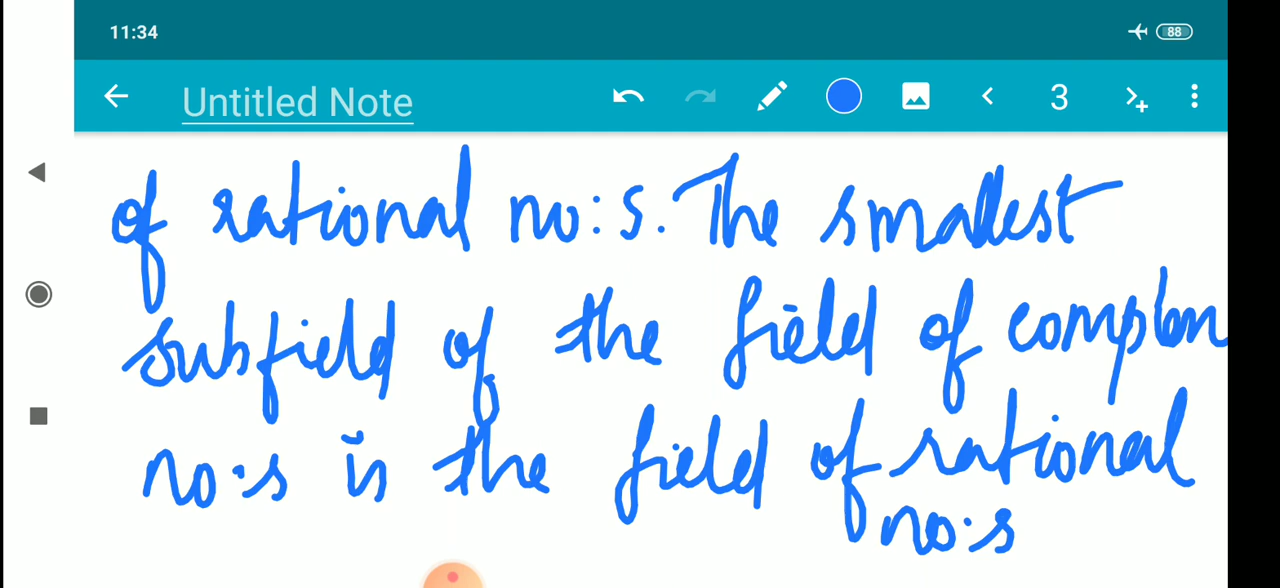 11:34
88
Untitled Note
3
of rational no:s. The smallest
subfield of the field of complex
no:s is the field of rational
no:s